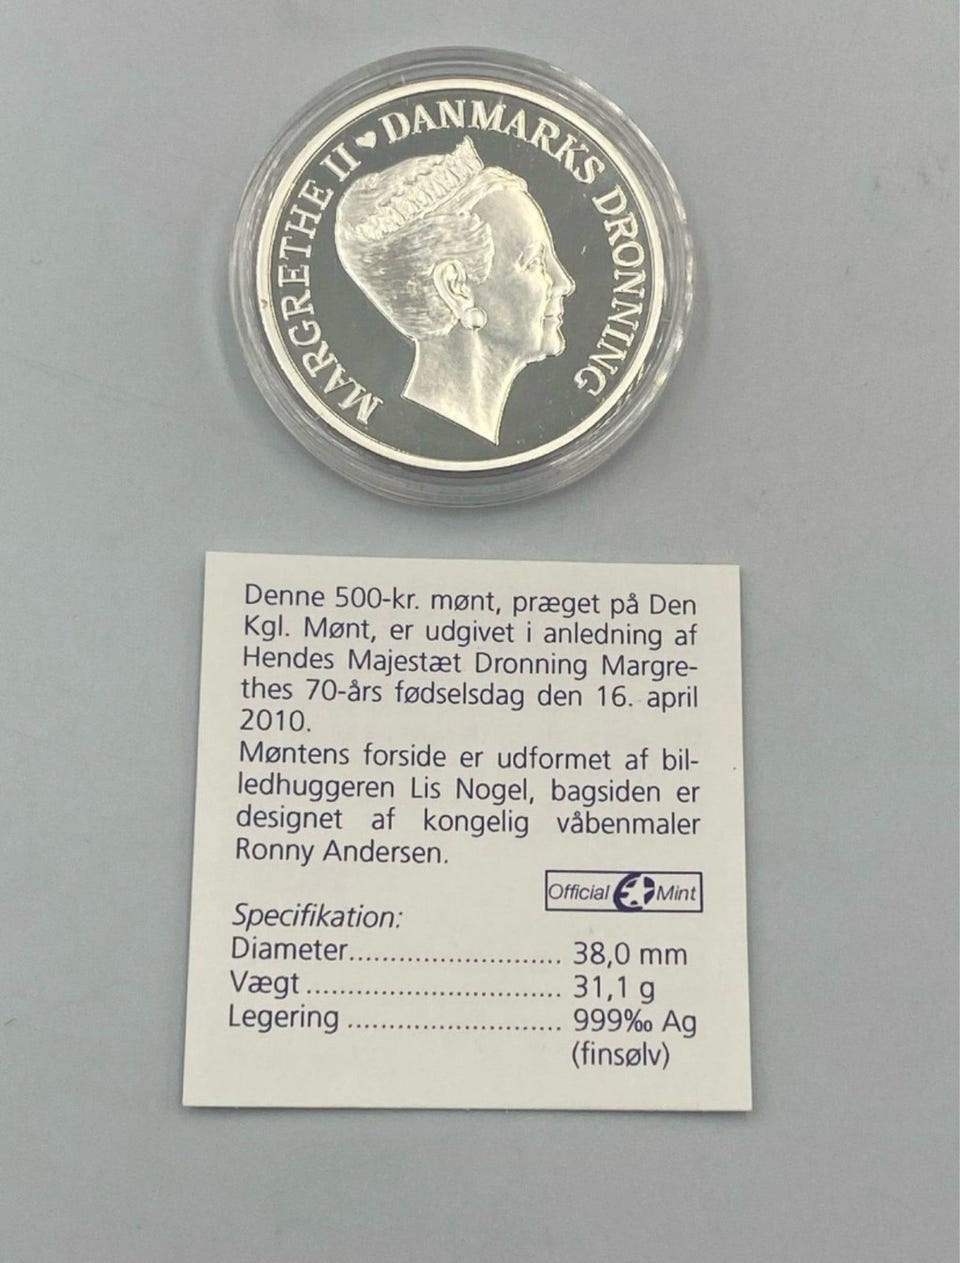 MARGRETHE II ♥ DANMARKS DRONNING
Denne 500-kr. mønt, præget på Den
Kgl. Mønt, er udgivet i anledning af
Hendes Majestæt Dronning Margre-
thes 70-års fødselsdag den 16. april
2010.
Møntens forside er udformet af bil-
ledhuggeren Lis Nogel, bagsiden er
designet af kongelig våbenmaler
Ronny Andersen.
Official Mint
Specifikation:
Diameter........................... 38,0 mm
Vægt ................................ 31,1 g
Legering ........................... 999‰ Ag
(finsølv)